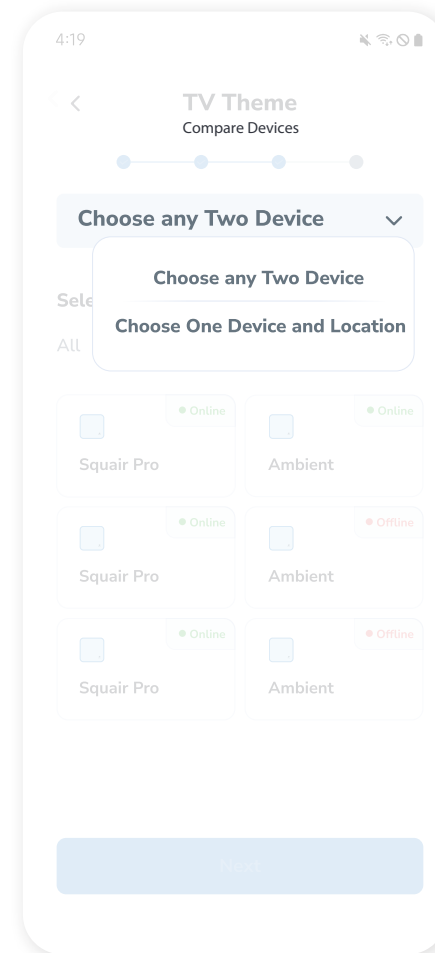 4:19
TV Theme
Compare Devices
Choose any Two Device
Choose any Two Device
Choose One Device and Location
Sele
All
Online Online
Squair Pro Ambient
Online Offline
Squair Pro Ambient
Online Offline
Squair Pro Ambient
Next